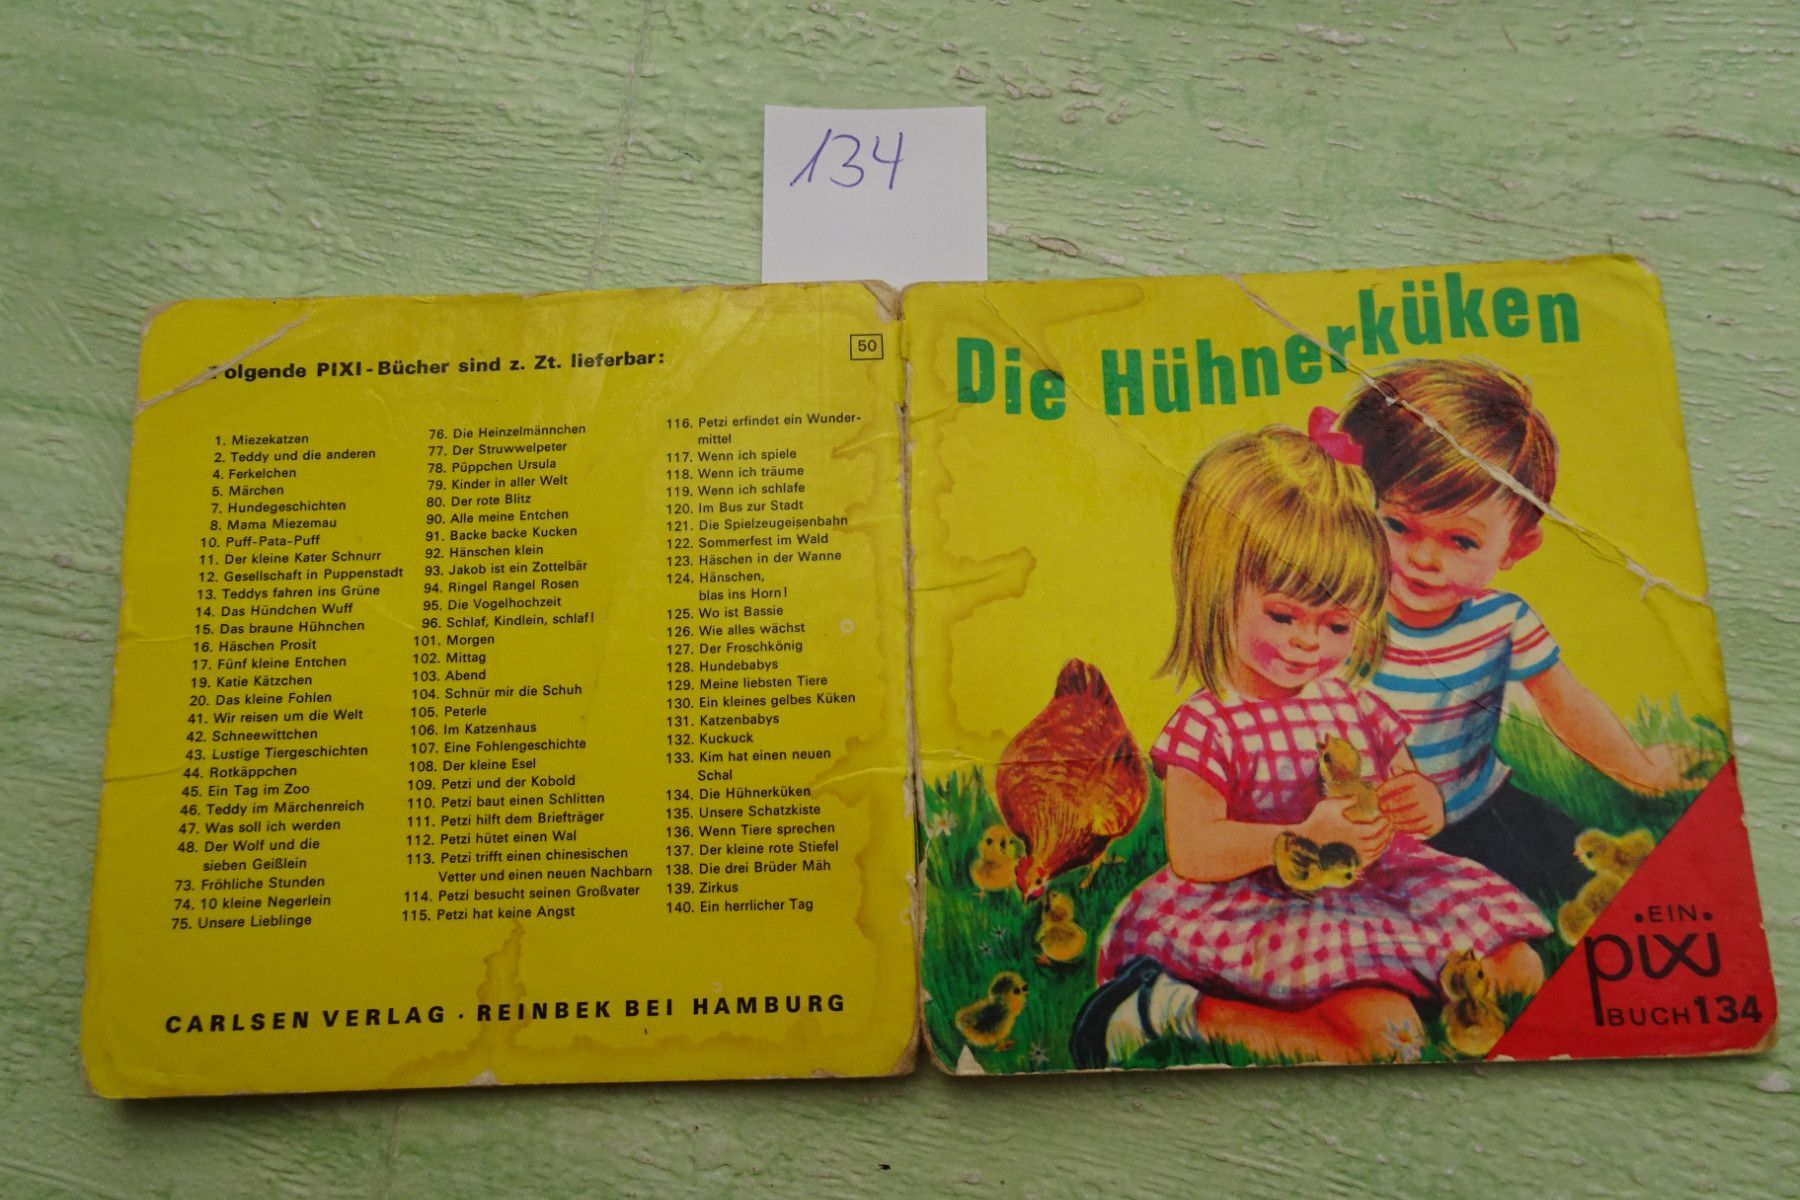 134
Folgende PIXI-Bücher sind z. Zt. lieferbar:
50
1. Miezekatzen
2. Teddy und die anderen
4. Ferkelchen
5. Märchen
7. Hundegeschichten
8. Mama Miezemau
10. Puff-Pata-Puff
11. Der kleine Kater Schnurr
12. Gesellschaft in Puppenstadt
13. Teddys fahren ins Grüne
14. Das Hündchen Wuff
15. Das braune Hühnchen
16. Häschen Prosit
17. Fünf kleine Entchen
19. Katie Kätzchen
20. Das kleine Fohlen
41. Wir reisen um die Welt
42. Schneewittchen
43. Lustige Tiergeschichten
44. Rotkäppchen
45. Ein Tag im Zoo
46. Teddy im Märchenreich
47. Was soll ich werden
48. Der Wolf und die
sieben Geißlein
73. Fröhliche Stunden
74. 10 kleine Negerlein
75. Unsere Lieblinge
76. Die Heinzelmännchen
77. Der Struwwelpeter
78. Püppchen Ursula
79. Kinder in aller Welt
80. Der rote Blitz
90. Alle meine Entchen
91. Backe backe Kucken
92. Hänschen klein
93. Jakob ist ein Zottelbär
94. Ringel Rangel Rosen
95. Die Vogelhochzeit
96. Schlaf, Kindlein, schlaf!
101. Morgen
102. Mittag
103. Abend
104. Schnür mir die Schuh
105. Peterle
106. Im Katzenhaus
107. Eine Fohlengeschichte
108. Der kleine Esel
109. Petzi und der Kobold
110. Petzi baut einen Schlitten
111. Petzi hilft dem Briefträger
112. Petzi hütet einen Wal
113. Petzi trifft einen chinesischen
Vetter und einen neuen Nachbarn
114. Petzi besucht seinen Großvater
115. Petzi hat keine Angst
116. Petzi erfindet ein Wunder-
mittel
117. Wenn ich spiele
118. Wenn ich träume
119. Wenn ich schlafe
120. Im Bus zur Stadt
121. Die Spielzeugeisenbahn
122. Sommerfest im Wald
123. Häschen in der Wanne
124. Hänschen,
blas ins Horn!
125. Wo ist Bassie
126. Wie alles wächst
127. Der Froschkönig
128. Hundebabys
129. Meine liebsten Tiere
130. Ein kleines gelbes Küken
131. Katzenbabys
132. Kuckuck
133. Kim hat einen neuen
Schal
134. Die Hühnerküken
135. Unsere Schatzkiste
136. Wenn Tiere sprechen
137. Der kleine rote Stiefel
138. Die drei Brüder Mäh
139. Zirkus
140. Ein herrlicher Tag
CARLSEN VERLAG · REINBEK BEI HAMBURG
Die Hühnerküken
•EIN•
pixi
BUCH 134